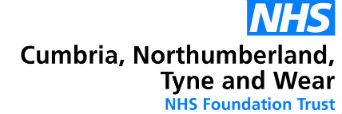 NHS
Cumbria, Northumberland,
Tyne and Wear
NHS Foundation Trust